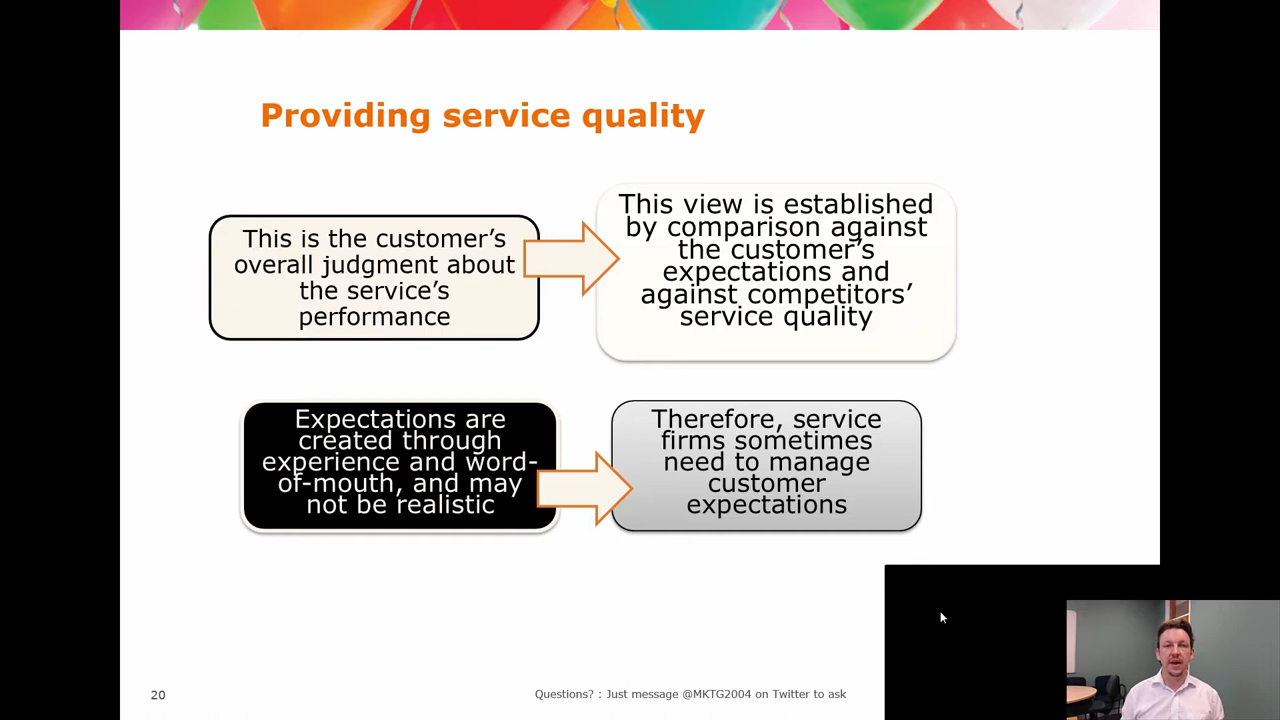 Providing service quality
This is the customer’s
overall judgment about
the service’s
performance
This view is established
by comparison against
the customer’s
expectations and
against competitors’
service quality
Expectations are
created through
experience and word-
of-mouth, and may
not be realistic
Therefore, service
firms sometimes
need to manage
customer
expectations
20
Questions? : Just message @MKTG2004 on Twitter to ask